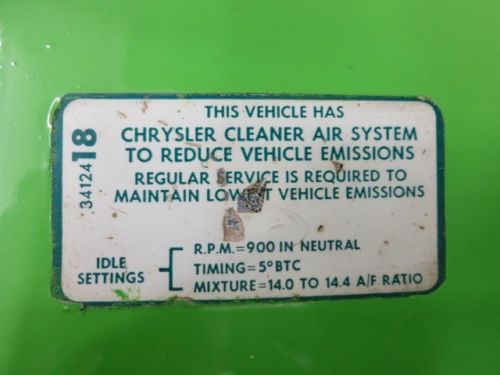 THIS VEHICLE HAS
CHRYSLER CLEANER AIR SYSTEM
TO REDUCE VEHICLE EMISSIONS
REGULAR SERVICE IS REQUIRED TO
MAINTAIN LOWEST VEHICLE EMISSIONS
3412418
IDLE SETTINGS
R.P.M.=900 IN NEUTRAL
TIMING=5°BTC
MIXTURE=14.0 TO 14.4 A/F RATIO